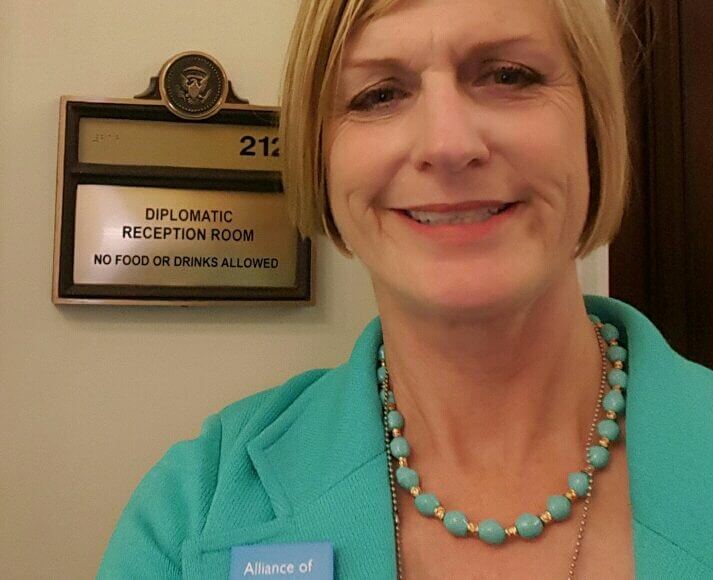 212
DIPLOMATIC
RECEPTION ROOM
NO FOOD OR DRINKS ALLOWED
Alliance of